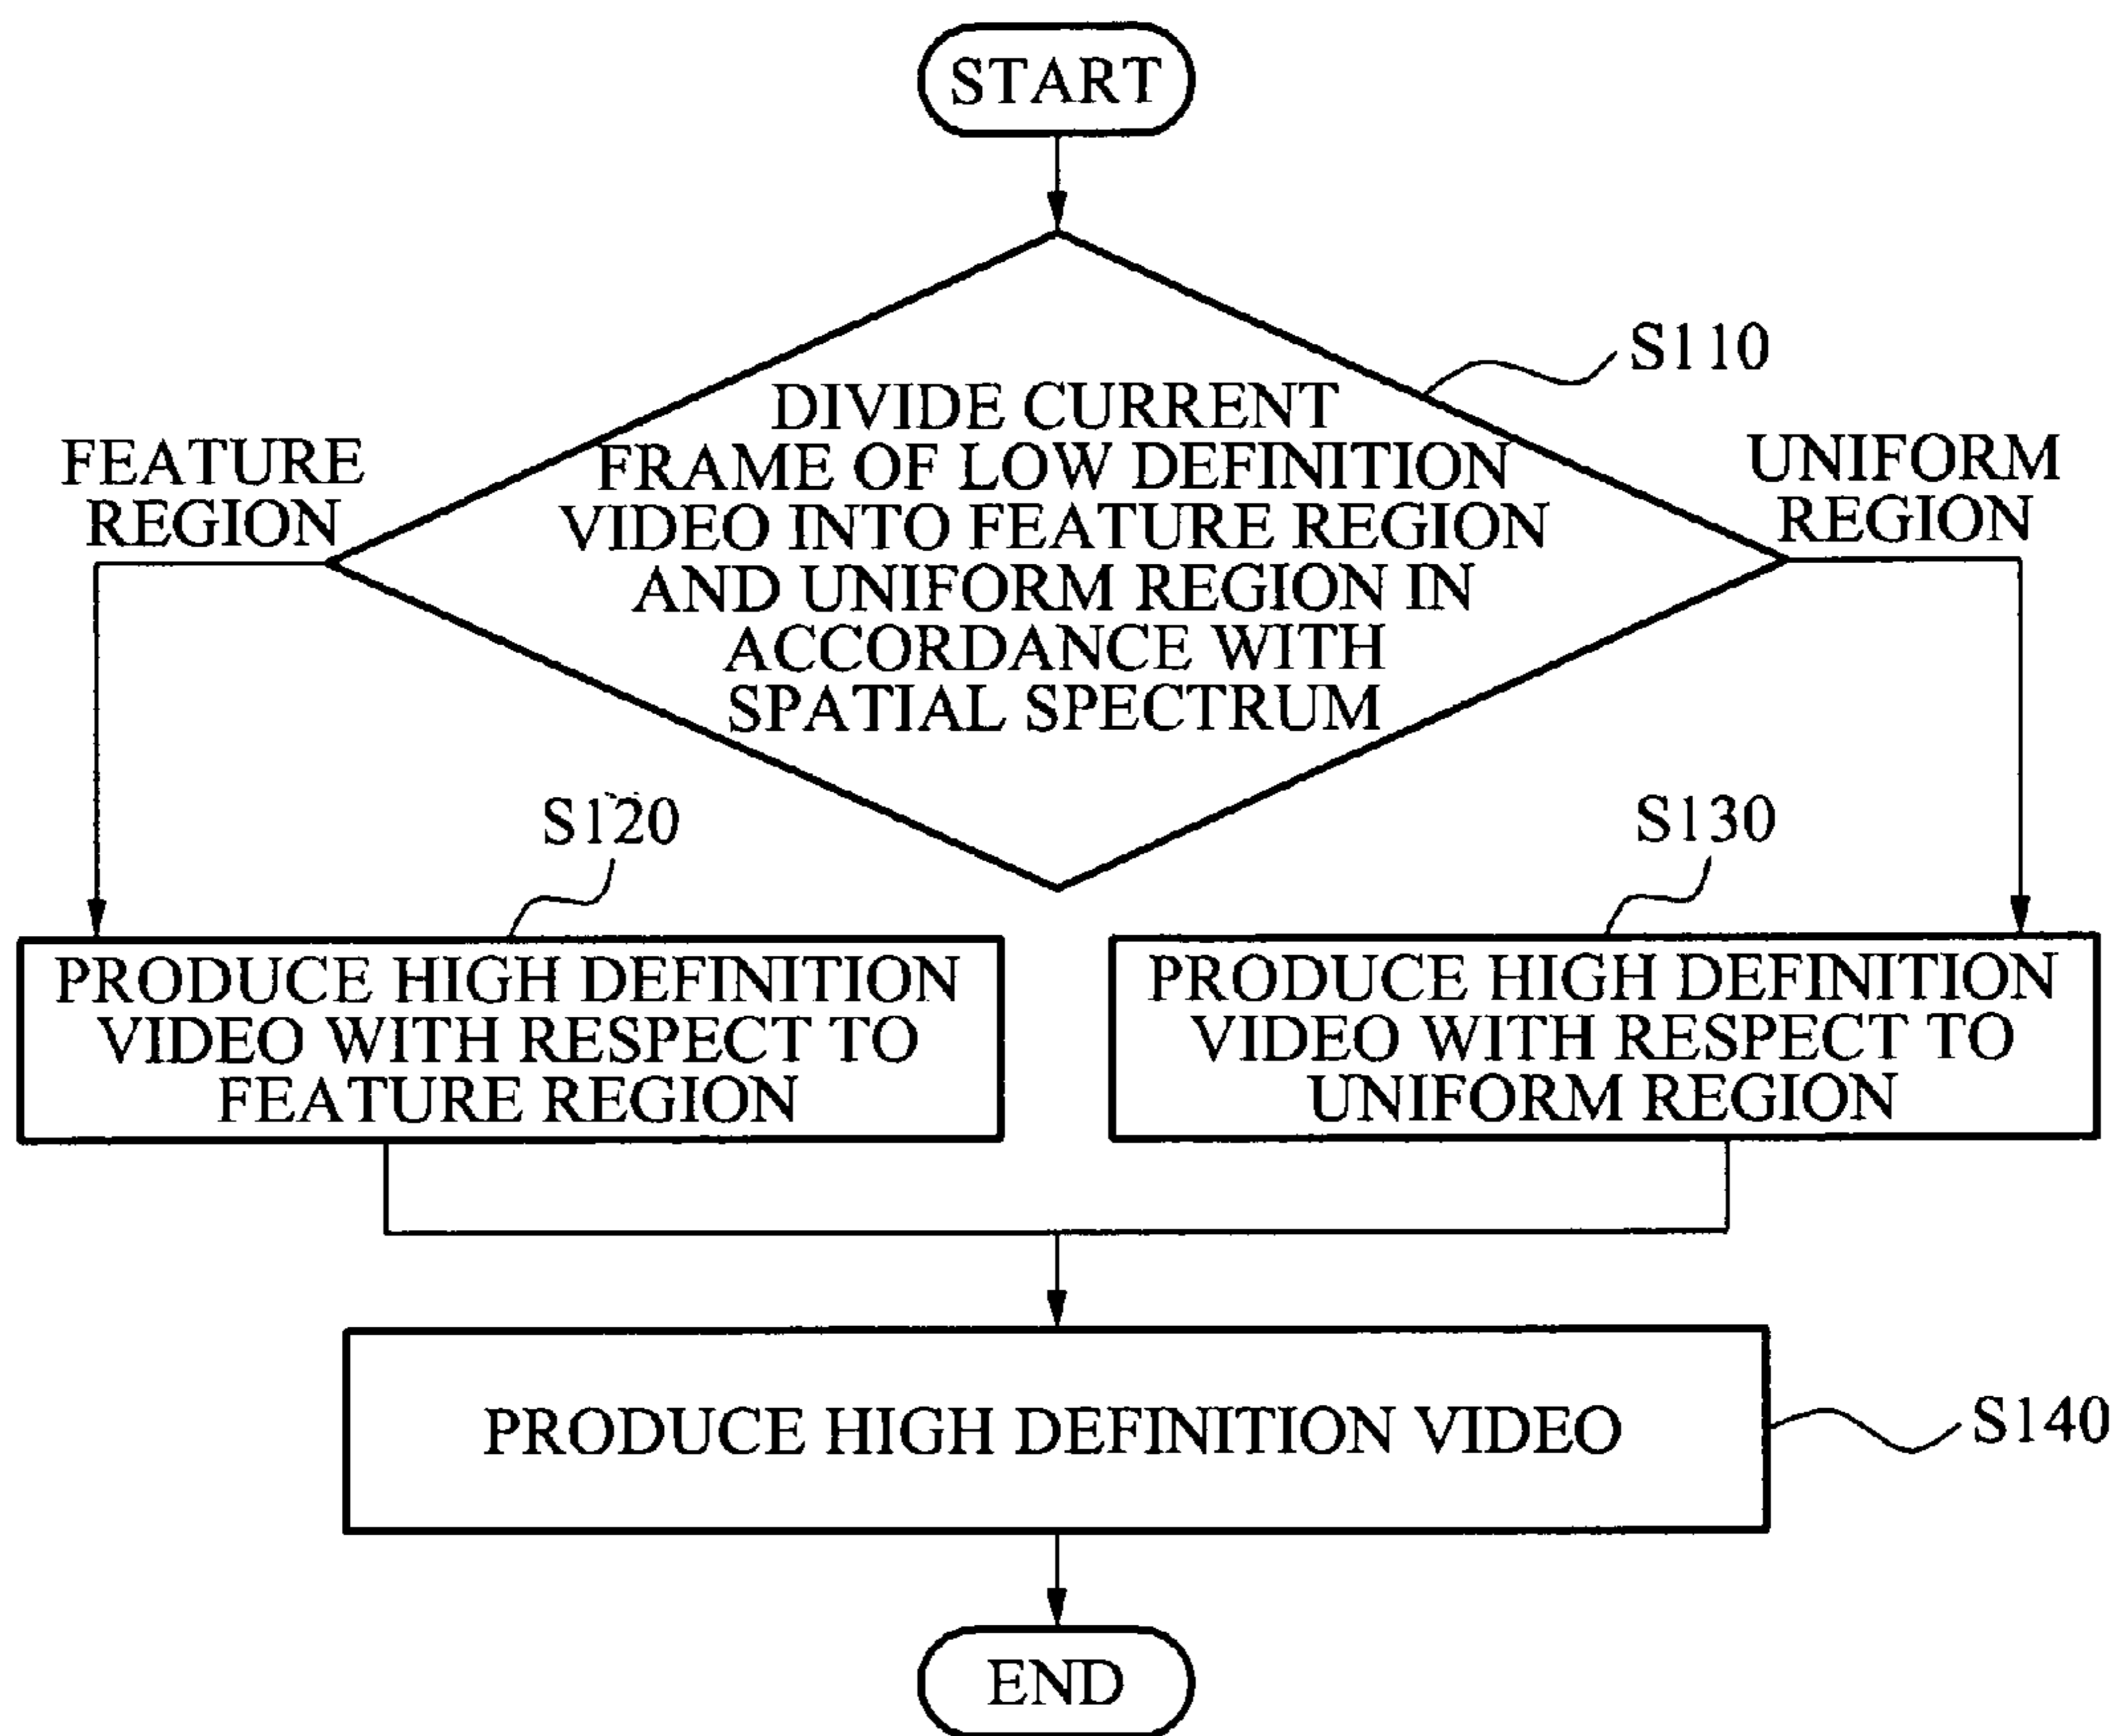 START
S110
DIVIDE CURRENT
FRAME OF LOW DEFINITION
VIDEO INTO FEATURE REGION
AND UNIFORM REGION IN
ACCORDANCE WITH
SPATIAL SPECTRUM
FEATURE
REGION
UNIFORM
REGION
S120
S130
PRODUCE HIGH DEFINITION
VIDEO WITH RESPECT TO
FEATURE REGION
PRODUCE HIGH DEFINITION
VIDEO WITH RESPECT TO
UNIFORM REGION
PRODUCE HIGH DEFINITION VIDEO
S140
END